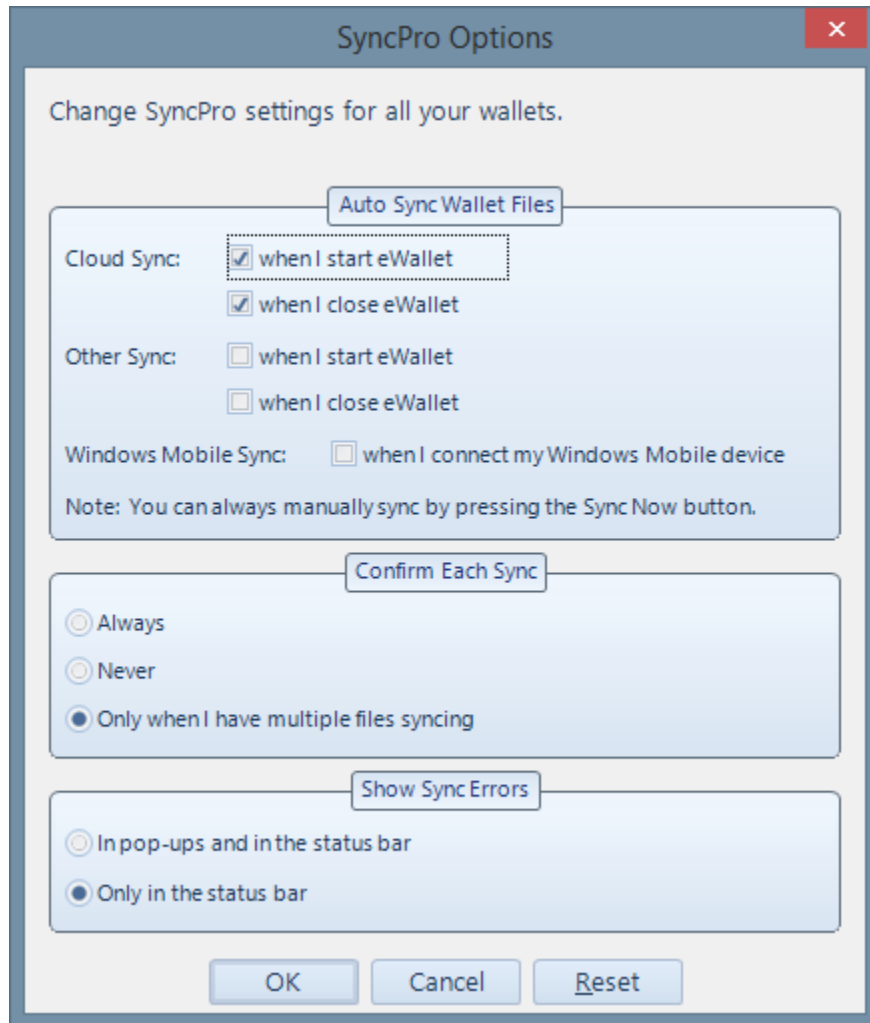 SyncPro Options
Change SyncPro settings for all your wallets.
Auto Sync Wallet Files
Cloud Sync: when I start eWallet
when I close eWallet
Other Sync: when I start eWallet
when I close eWallet
Windows Mobile Sync: when I connect my Windows Mobile device
Note: You can always manually sync by pressing the Sync Now button.
Confirm Each Sync
Always
Never
Only when I have multiple files syncing
Show Sync Errors
In pop-ups and in the status bar
Only in the status bar
OK Cancel Reset